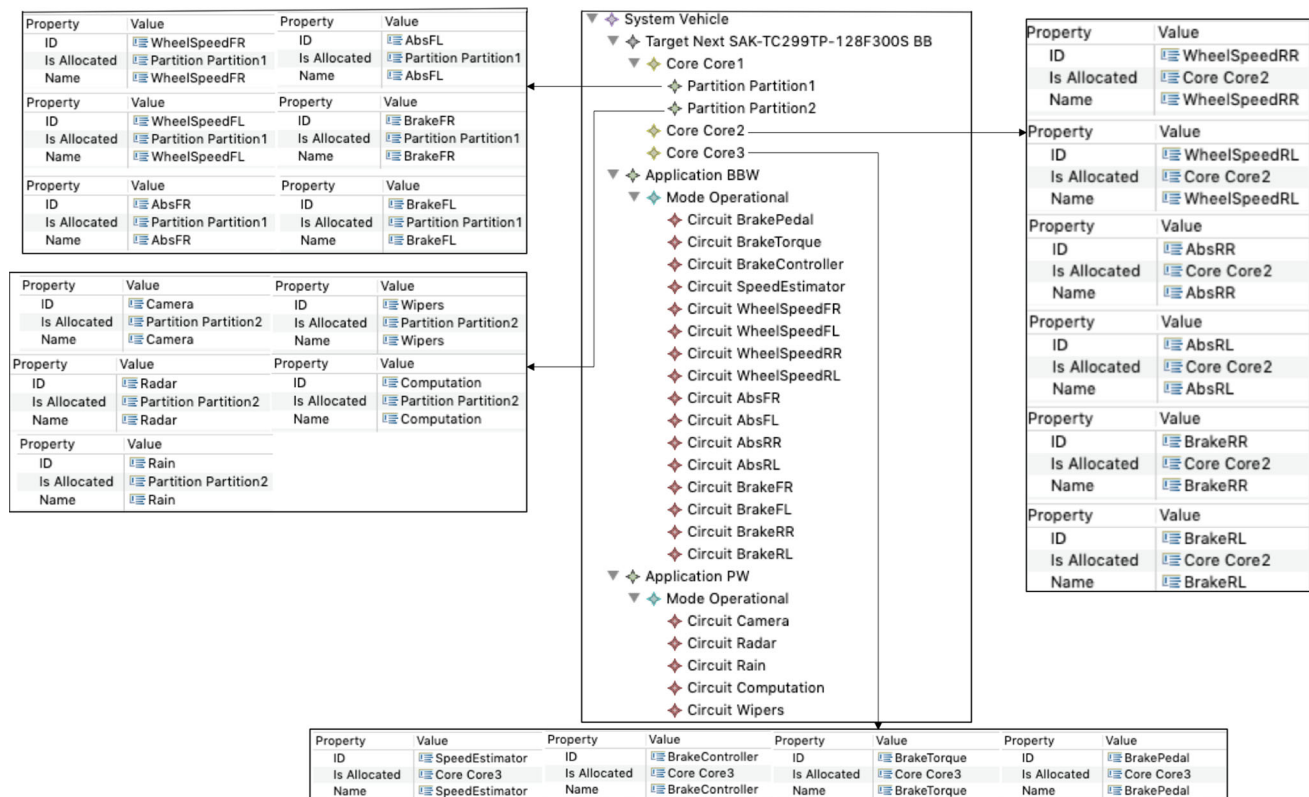 Property Value Property Value
ID WheelSpeedFR ID AbsFL
Is Allocated Partition Partition1 Is Allocated Partition Partition1
Name WheelSpeedFR Name AbsFL
Property Value Property Value
ID WheelSpeedFL ID BrakeFR
Is Allocated Partition Partition1 Is Allocated Partition Partition1
Name WheelSpeedFL Name BrakeFR
Property Value Property Value
ID AbsFR ID BrakeFL
Is Allocated Partition Partition1 Is Allocated Partition Partition1
Name AbsFR Name BrakeFL
Property Value Property Value
ID Camera ID Wipers
Is Allocated Partition Partition2 Is Allocated Partition Partition2
Name Camera Name Wipers
Property Value Property Value
ID Radar ID Computation
Is Allocated Partition Partition2 Is Allocated Partition Partition2
Name Radar Name Computation
Property Value
ID Rain
Is Allocated Partition Partition2
Name Rain
System Vehicle
Target Next SAK-TC299TP-128F300S BB
Core Core1
Partition Partition1
Partition Partition2
Core Core2
Core Core3
Application BBW
Mode Operational
Circuit BrakePedal
Circuit BrakeTorque
Circuit BrakeController
Circuit SpeedEstimator
Circuit WheelSpeedFR
Circuit WheelSpeedFL
Circuit WheelSpeedRR
Circuit WheelSpeedRL
Circuit AbsFR
Circuit AbsFL
Circuit AbsRR
Circuit AbsRL
Circuit BrakeFR
Circuit BrakeFL
Circuit BrakeRR
Circuit BrakeRL
Application PW
Mode Operational
Circuit Camera
Circuit Radar
Circuit Rain
Circuit Computation
Circuit Wipers
Property Value
ID WheelSpeedRR
Is Allocated Core Core2
Name WheelSpeedRR
Property Value
ID WheelSpeedRL
Is Allocated Core Core2
Name WheelSpeedRL
Property Value
ID AbsRR
Is Allocated Core Core2
Name AbsRR
Property Value
ID AbsRL
Is Allocated Core Core2
Name AbsRL
Property Value
ID BrakeRR
Is Allocated Core Core2
Name BrakeRR
Property Value
ID BrakeRL
Is Allocated Core Core2
Name BrakeRL
Property Value Property Value Property Value Property Value
ID SpeedEstimator ID BrakeController ID BrakeTorque ID BrakePedal
Is Allocated Core Core3 Is Allocated Core Core3 Is Allocated Core Core3 Is Allocated Core Core3
Name SpeedEstimator Name BrakeController Name BrakeTorque Name BrakePedal